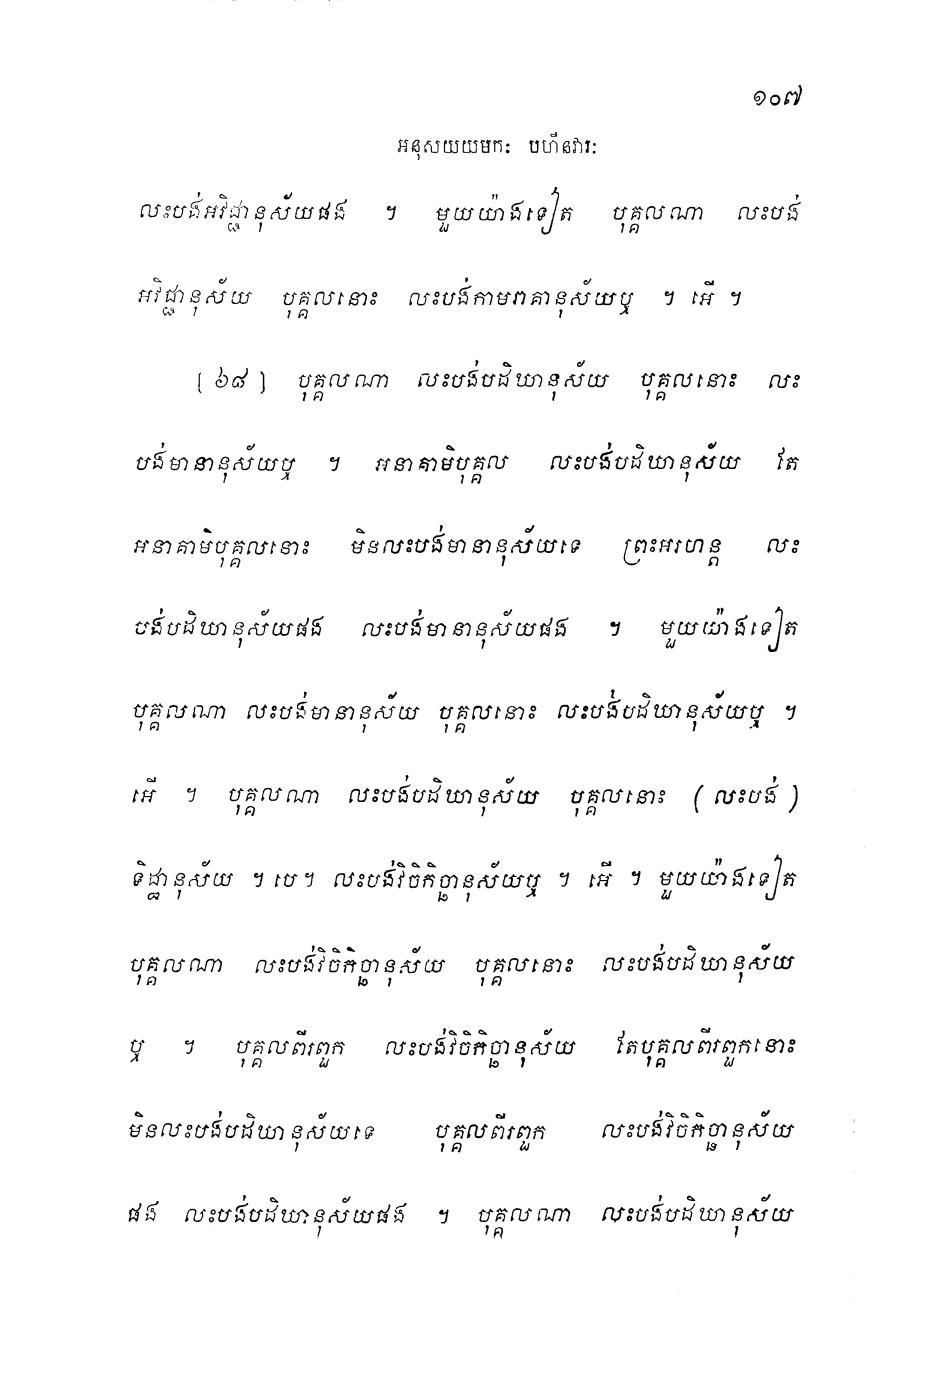 ១០៧
អនុសយយមកៈ បហីនវារៈ
លះបង់អវិជ្ជានុស័យផង ។ មួយយ៉ាងទៀត បុគ្គលណា លះបង់
អវិជ្ជានុស័យ បុគ្គលនោះ លះបង់កាមរាគានុស័យឬ ។ អើ ។
[ ៦៨ ] បុគ្គលណា លះបង់បដិឃានុស័យ បុគ្គលនោះ លះ
បង់មានានុស័យឬ ។ អនាគាមិបុគ្គល លះបង់បដិឃានុស័យ តែ
អនាគាមិបុគ្គលនោះ មិនលះបង់មានានុស័យទេ ព្រះអរហន្ត លះ
បង់បដិឃានុស័យផង លះបង់មានានុស័យផង ។ មួយយ៉ាងទៀត
បុគ្គលណា លះបង់មានានុស័យ បុគ្គលនោះ លះបង់បដិឃានុស័យឬ ។
អើ ។ បុគ្គលណា លះបង់បដិឃានុស័យ បុគ្គលនោះ ( លះបង់ )
ទិដ្ឋានុស័យ ។ បេ។ លះបង់វិចិកិច្ឆានុស័យឬ ។ អើ ។ មួយយ៉ាងទៀត
បុគ្គលណា លះបង់វិចិកិច្ឆានុស័យ បុគ្គលនោះ លះបង់បដិឃានុស័យ
ឬ ។ បុគ្គលពីរពួក លះបង់វិចិកិច្ឆានុស័យ តែបុគ្គលពីរពួកនោះ
មិនលះបង់បដិឃានុស័យទេ បុគ្គលពីរពួក លះបង់វិចិកិច្ឆានុស័យ
ផង លះបង់បដិឃានុស័យផង ។ បុគ្គលណា លះបង់បដិឃានុស័យ